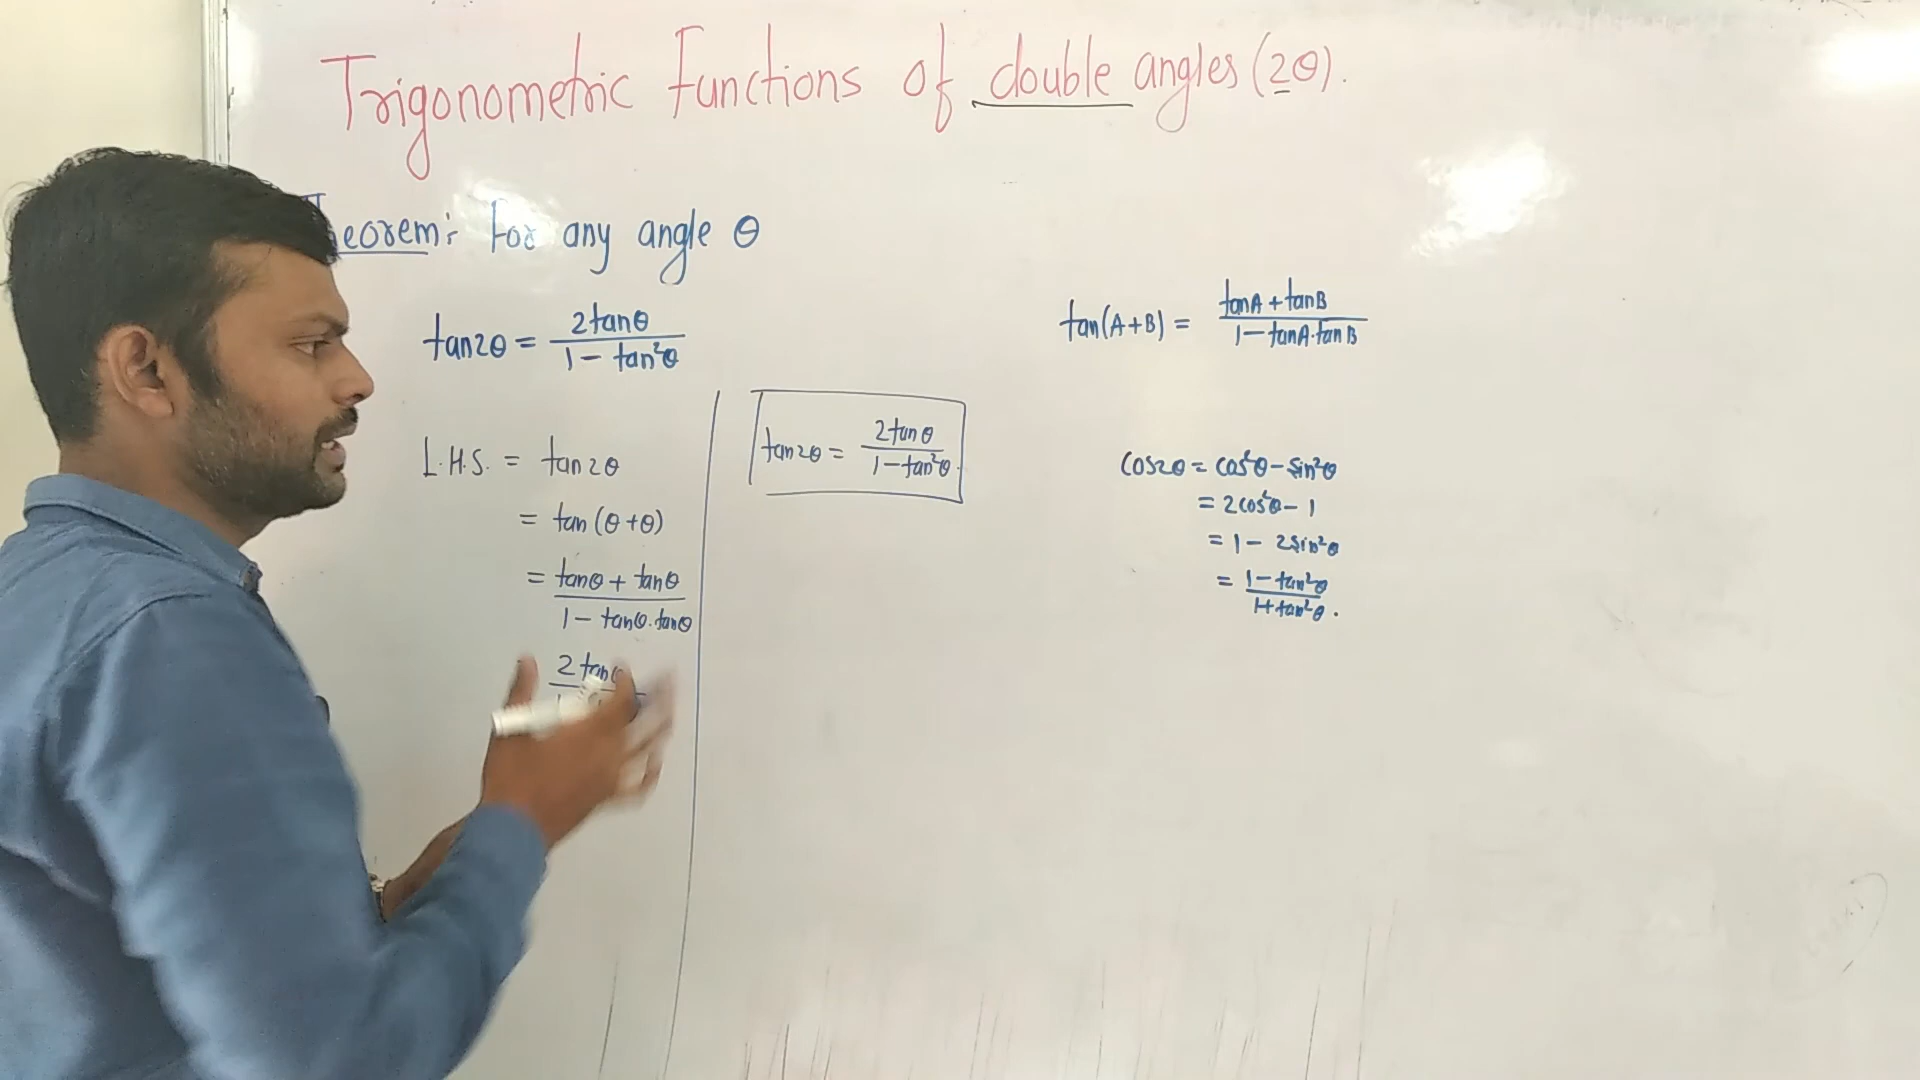 Trigonometric Functions of double angles (2θ).
eorem: For any angle θ
tan2θ = 2tanθ / 1 - tan²θ
L.H.S. = tan2θ
= tan(θ+θ)
= tanθ + tanθ / 1 - tanθ.tanθ
2 tan
tan2θ = 2tanθ / 1-tan²θ.
tan(A+B) = tanA + tanB / 1-tanA.tanB
cos2θ = cos²θ - sin²θ
= 2cos²θ - 1
= 1 - 2sin²θ
= 1-tan²θ / 1+tan²θ.